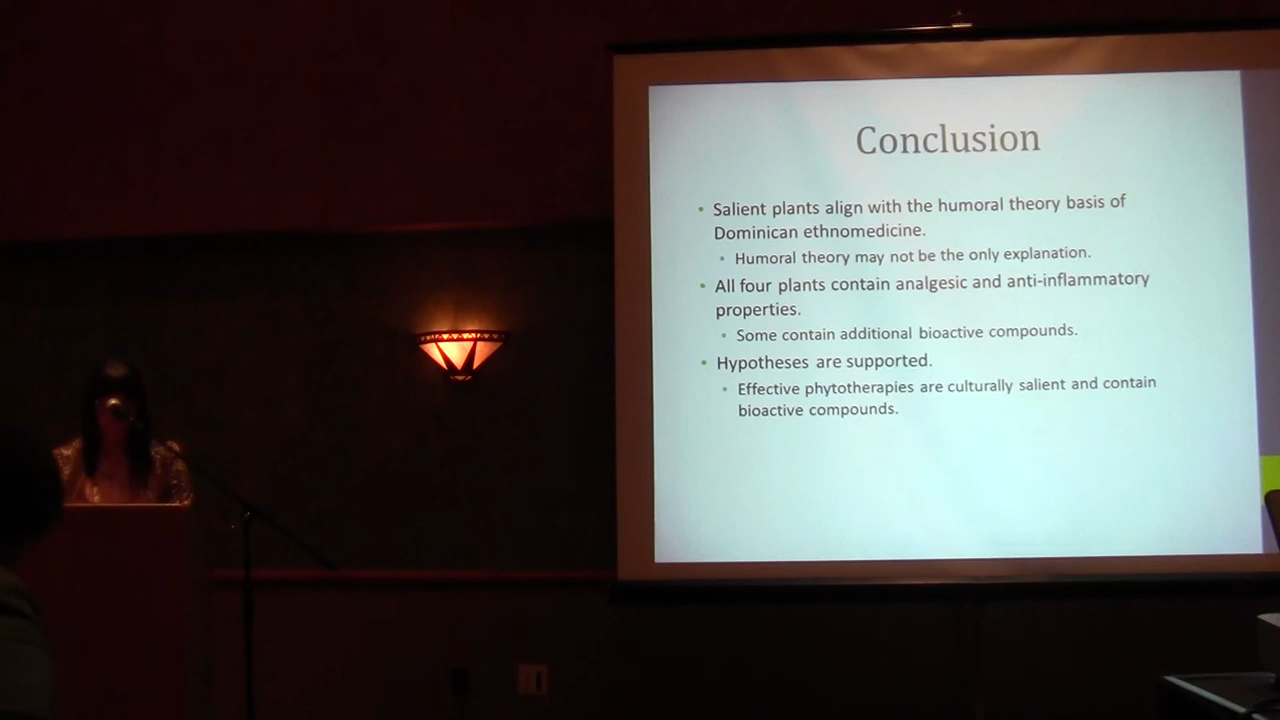 Conclusion
• Salient plants align with the humoral theory basis of
Dominican ethnomedicine.
• Humoral theory may not be the only explanation.
• All four plants contain analgesic and anti-inflammatory
properties.
• Some contain additional bioactive compounds.
• Hypotheses are supported.
• Effective phytotherapies are culturally salient and contain
bioactive compounds.